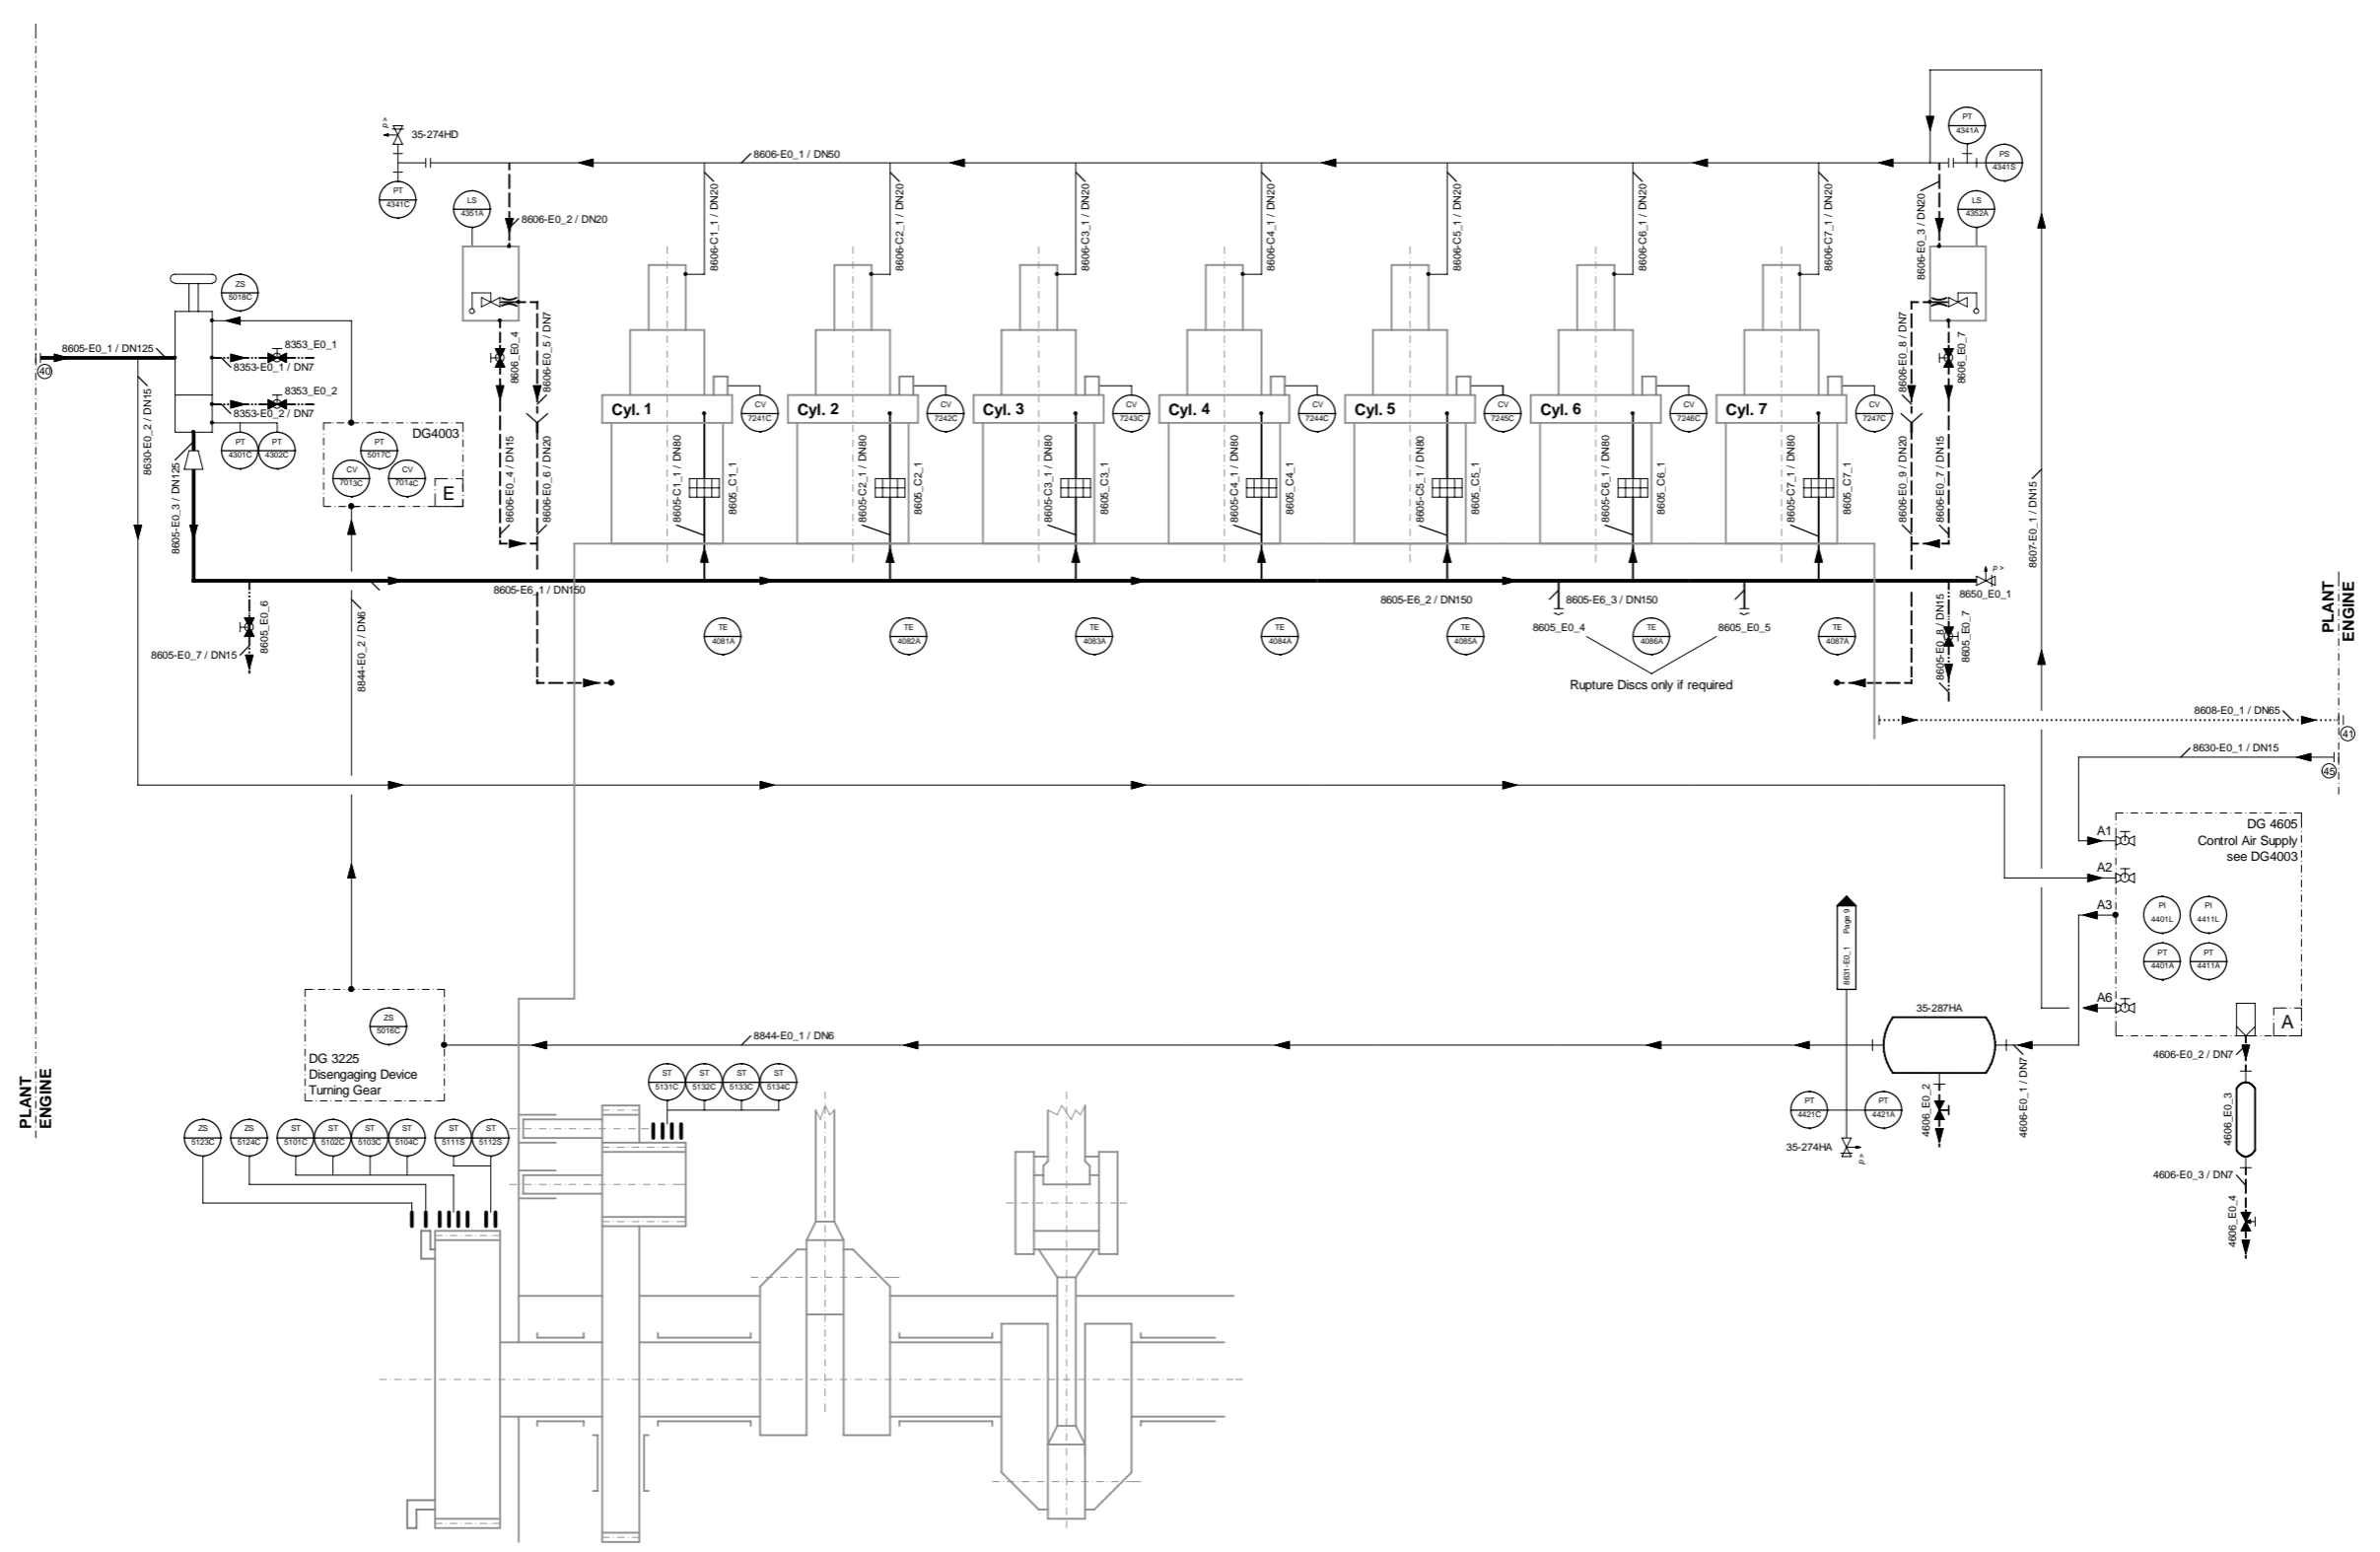 p >
35-274HD
8606-E0_1 / DN50
PT
4341A
PS
4341S
PT
4341C
LS
4351A
8606-E0_2 / DN20
8606-C1_1 / DN20
8606-C2_1 / DN20
8606-C3_1 / DN20
8606-C4_1 / DN20
8606-C5_1 / DN20
8606-C6_1 / DN20
8606-C7_1 / DN20
8606-E0_3 / DN20
LS
4352A
ZS
5018C
8605-E0_1 / DN125
40
8353_E0_1
8353-E0_1 / DN7
8353_E0_2
8353-E0_2 / DN7
8630-E0_2 / DN15
PT
4301C
PT
4302C
8605-E0_3 / DN125
DG4003
PT
5017C
CV
7013C
CV
7014C
E
8606_E0_4
8606-E0_5 / DN7
8606-E0_4 / DN15
8606-E0_6 / DN20
Cyl. 1
CV
7241C
Cyl. 2
CV
7242C
Cyl. 3
CV
7243C
Cyl. 4
CV
7244C
Cyl. 5
CV
7245C
Cyl. 6
CV
7246C
Cyl. 7
CV
7247C
8605-C1_1 / DN80
8605_C1_1
8605-C2_1 / DN80
8605_C2_1
8605-C3_1 / DN80
8605_C3_1
8605-C4_1 / DN80
8605_C4_1
8605-C5_1 / DN80
8605_C5_1
8605-C6_1 / DN80
8605_C6_1
8605-C7_1 / DN80
8605_C7_1
8606-E0_8 / DN7
8606_E0_7
8606-E0_9 / DN20
8606-E0_7 / DN15
8607-E0_1 / DN15
8605-E6_1 / DN150
8605-E6_2 / DN150
8605-E6_3 / DN150
p >
8650_E0_1
8605_E0_6
8605-E0_7 / DN15
8844-E0_2 / DN6
TE
4081A
TE
4082A
TE
4083A
TE
4084A
TE
4085A
8605_E0_4
TE
4086A
8605_E0_5
TE
4087A
8605-E0_8 / DN15
8605_E0_7
Rupture Discs only if required
PLANT
ENGINE
8608-E0_1 / DN65
41
8630-E0_1 / DN15
45
DG 4605
Control Air Supply
see DG4003
A1
A2
A3
PI
4401L
PI
4411L
PT
4401A
PT
4411A
A6
A
8631-E0_1 Page 9
35-287HA
ZS
5016C
DG 3225
Disengaging Device
Turning Gear
8844-E0_1 / DN6
4606-E0_2 / DN7
4606-E0_1 / DN7
4606_E0_2
4606_E0_3
4606-E0_3 / DN7
4606_E0_4
PT
4421C
PT
4421A
35-274HA
p >
PLANT
ENGINE
ST
5131C
ST
5132C
ST
5133C
ST
5134C
ZS
5123C
ZS
5124C
ST
5101C
ST
5102C
ST
5103C
ST
5104C
ST
5111S
ST
5112S